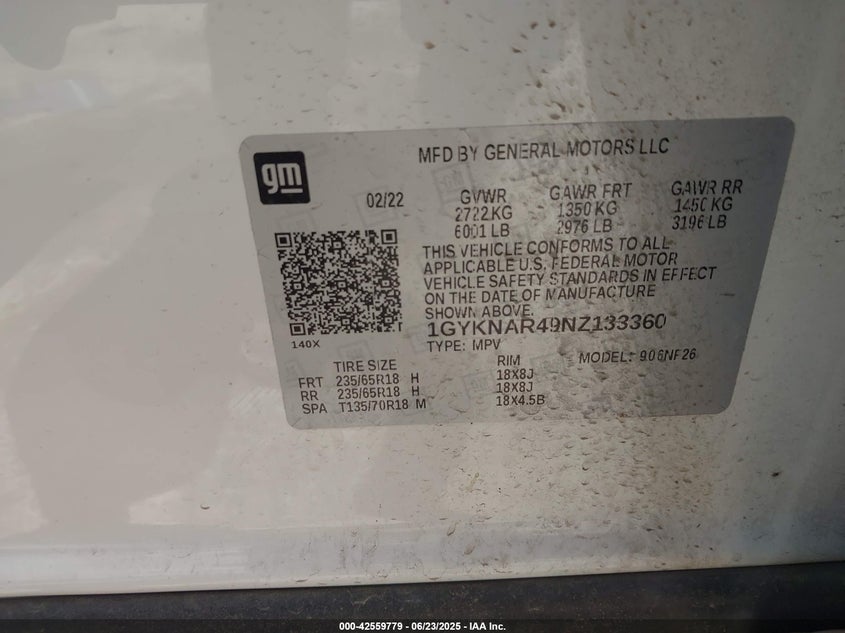 gm
MFD BY GENERAL MOTORS LLC
02/22
GVWR GAWR FRT GAWR RR
2722 KG 1350 KG 1450 KG
6001 LB 2976 LB 3196 LB
THIS VEHICLE CONFORMS TO ALL
APPLICABLE U.S. FEDERAL MOTOR
VEHICLE SAFETY STANDARDS IN EFFECT
ON THE DATE OF MANUFACTURE
SHOWN ABOVE.
1GYKNAR49NZ133360
140X
TYPE: MPV MODEL: 906NF26
TIRE SIZE RIM
FRT 235/65R18 H 18X8J
RR 235/65R18 H 18X8J
SPA T135/70R18 M 18X4.5B
000-42559779 - 06/23/2025 - IAA Inc.